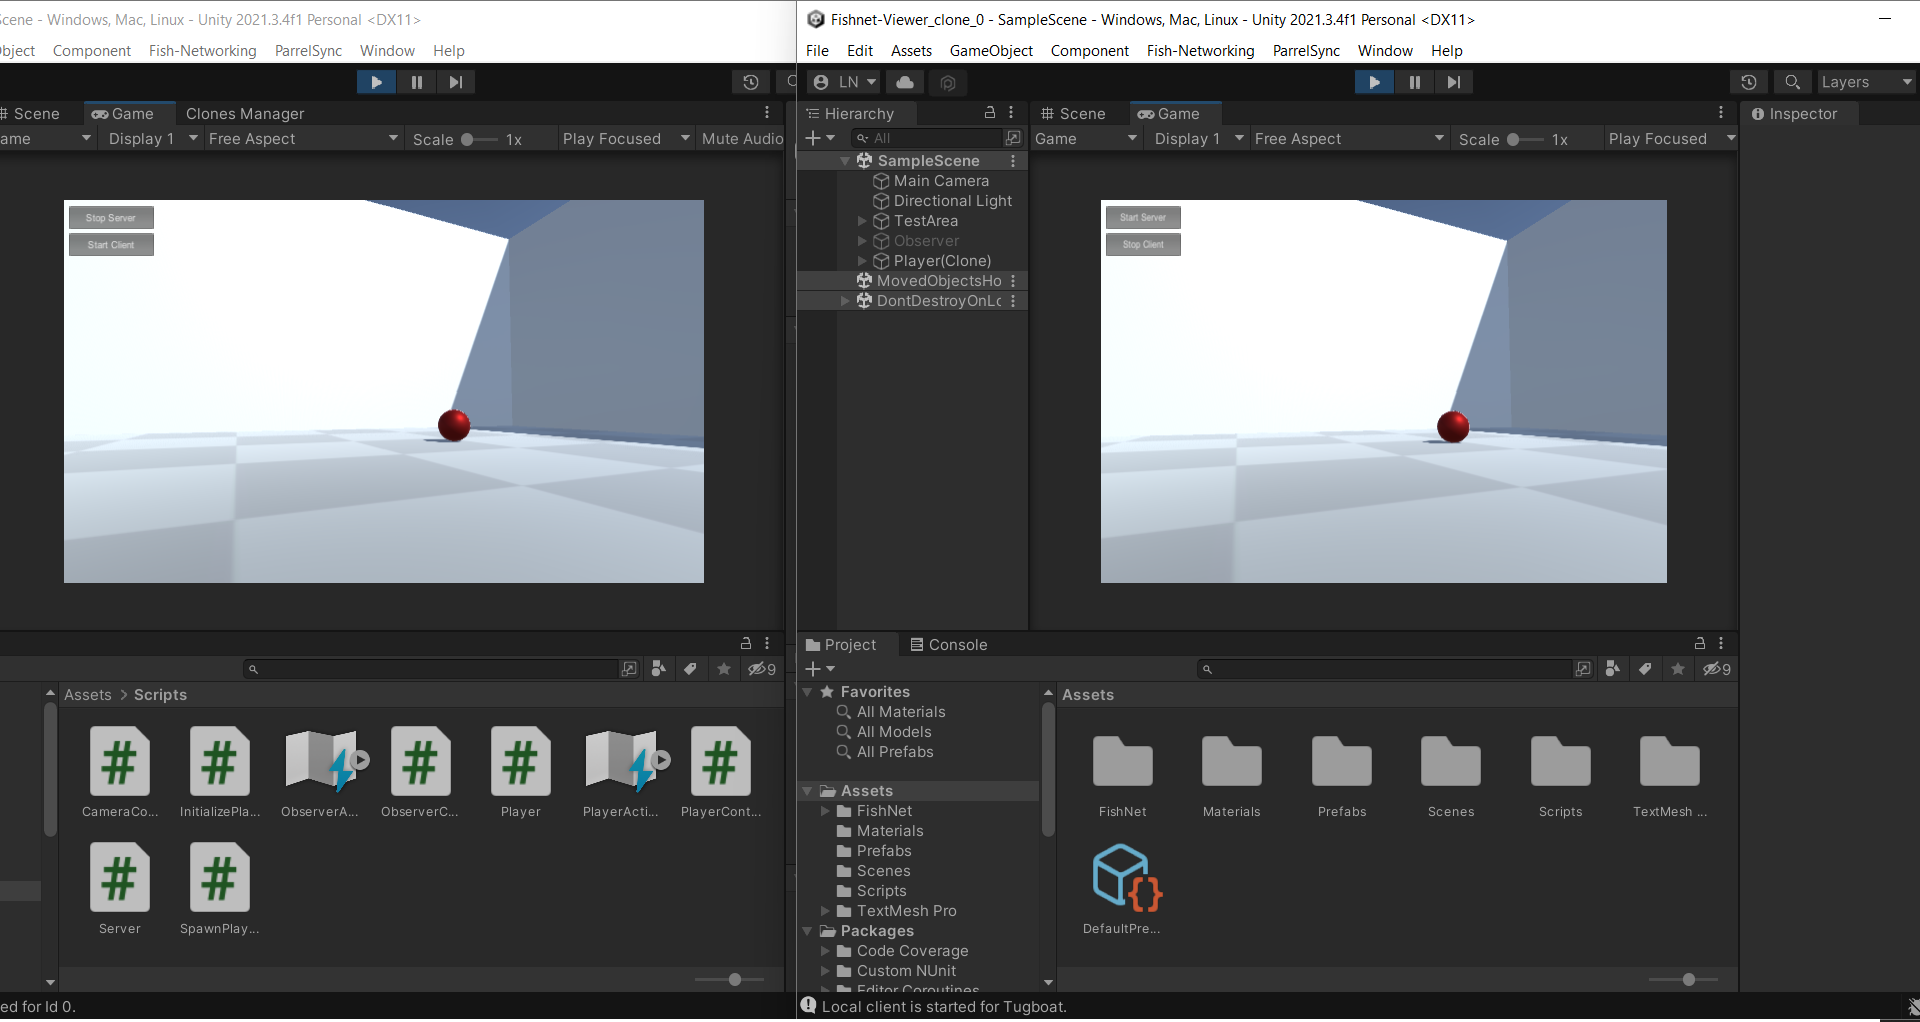 Scene - Windows, Mac, Linux - Unity 2021.3.4f1 Personal <DX11>
bject Component Fish-Networking ParrelSync Window Help
Scene Game Clones Manager
ame Display 1 Free Aspect Scale 1x Play Focused Mute Audio
Stop Server
Start Client
9
Assets > Scripts
CameraCo... InitializePla... ObserverA... ObserverC... Player PlayerActi... PlayerCont...
Server SpawnPlay...
ed for Id 0.
Fishnet-Viewer_clone_0 - SampleScene - Windows, Mac, Linux - Unity 2021.3.4f1 Personal <DX11>
File Edit Assets GameObject Component Fish-Networking ParrelSync Window Help
LN Layers
Hierarchy
All
SampleScene
Main Camera
Directional Light
TestArea
Observer
Player(Clone)
MovedObjectsHo
DontDestroyOnLo
Scene Game
Game Display 1 Free Aspect Scale 1x Play Focused
Start Server
Stop Client
Inspector
Project Console
9
Favorites
All Materials
All Models
All Prefabs
Assets
FishNet
Materials
Prefabs
Scenes
Scripts
TextMesh Pro
Packages
Code Coverage
Custom NUnit
Editor Coroutines
Assets
FishNet Materials Prefabs Scenes Scripts TextMesh ...
DefaultPre...
Local client is started for Tugboat.